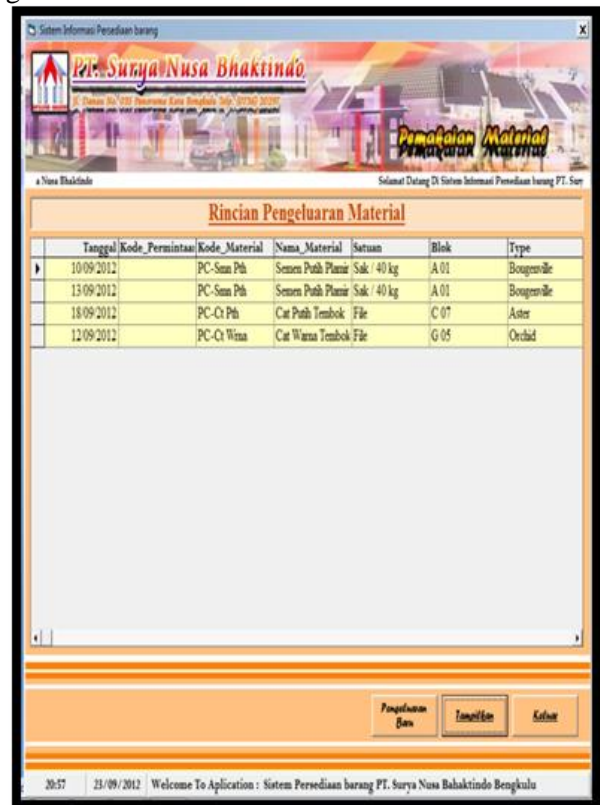 Sistem Informasi Persediaan barang
X
PT. Surya Nusa Bhaktindo
Pemakaian Material
a Nusa Bhaktindo
Selamat Datang Di Sistem Informasi Persediaan barang PT. Sury
Rincian Pengeluaran Material
Tanggal Kode_Permintaa Kode_Material Nama_Material Satuan Blok Type
10/09/2012 PC-Smn Pth Semen Putih Plamir Sak / 40 kg A 01 Bougenville
13/09/2012 PC-Smn Pth Semen Putih Plamir Sak / 40 kg A 01 Bougenville
18/09/2012 PC-Ct Pth Cat Putih Tembok File C 07 Aster
12/09/2012 PC-Ct Wrna Cat Warna Tembok File G 05 Orchid
Pengeluaran
Baru
Tampilkan
Keluar
20:57 23/09/2012 Welcome To Aplication : Sistem Persediaan barang PT. Surya Nusa Bahaktindo Bengkulu